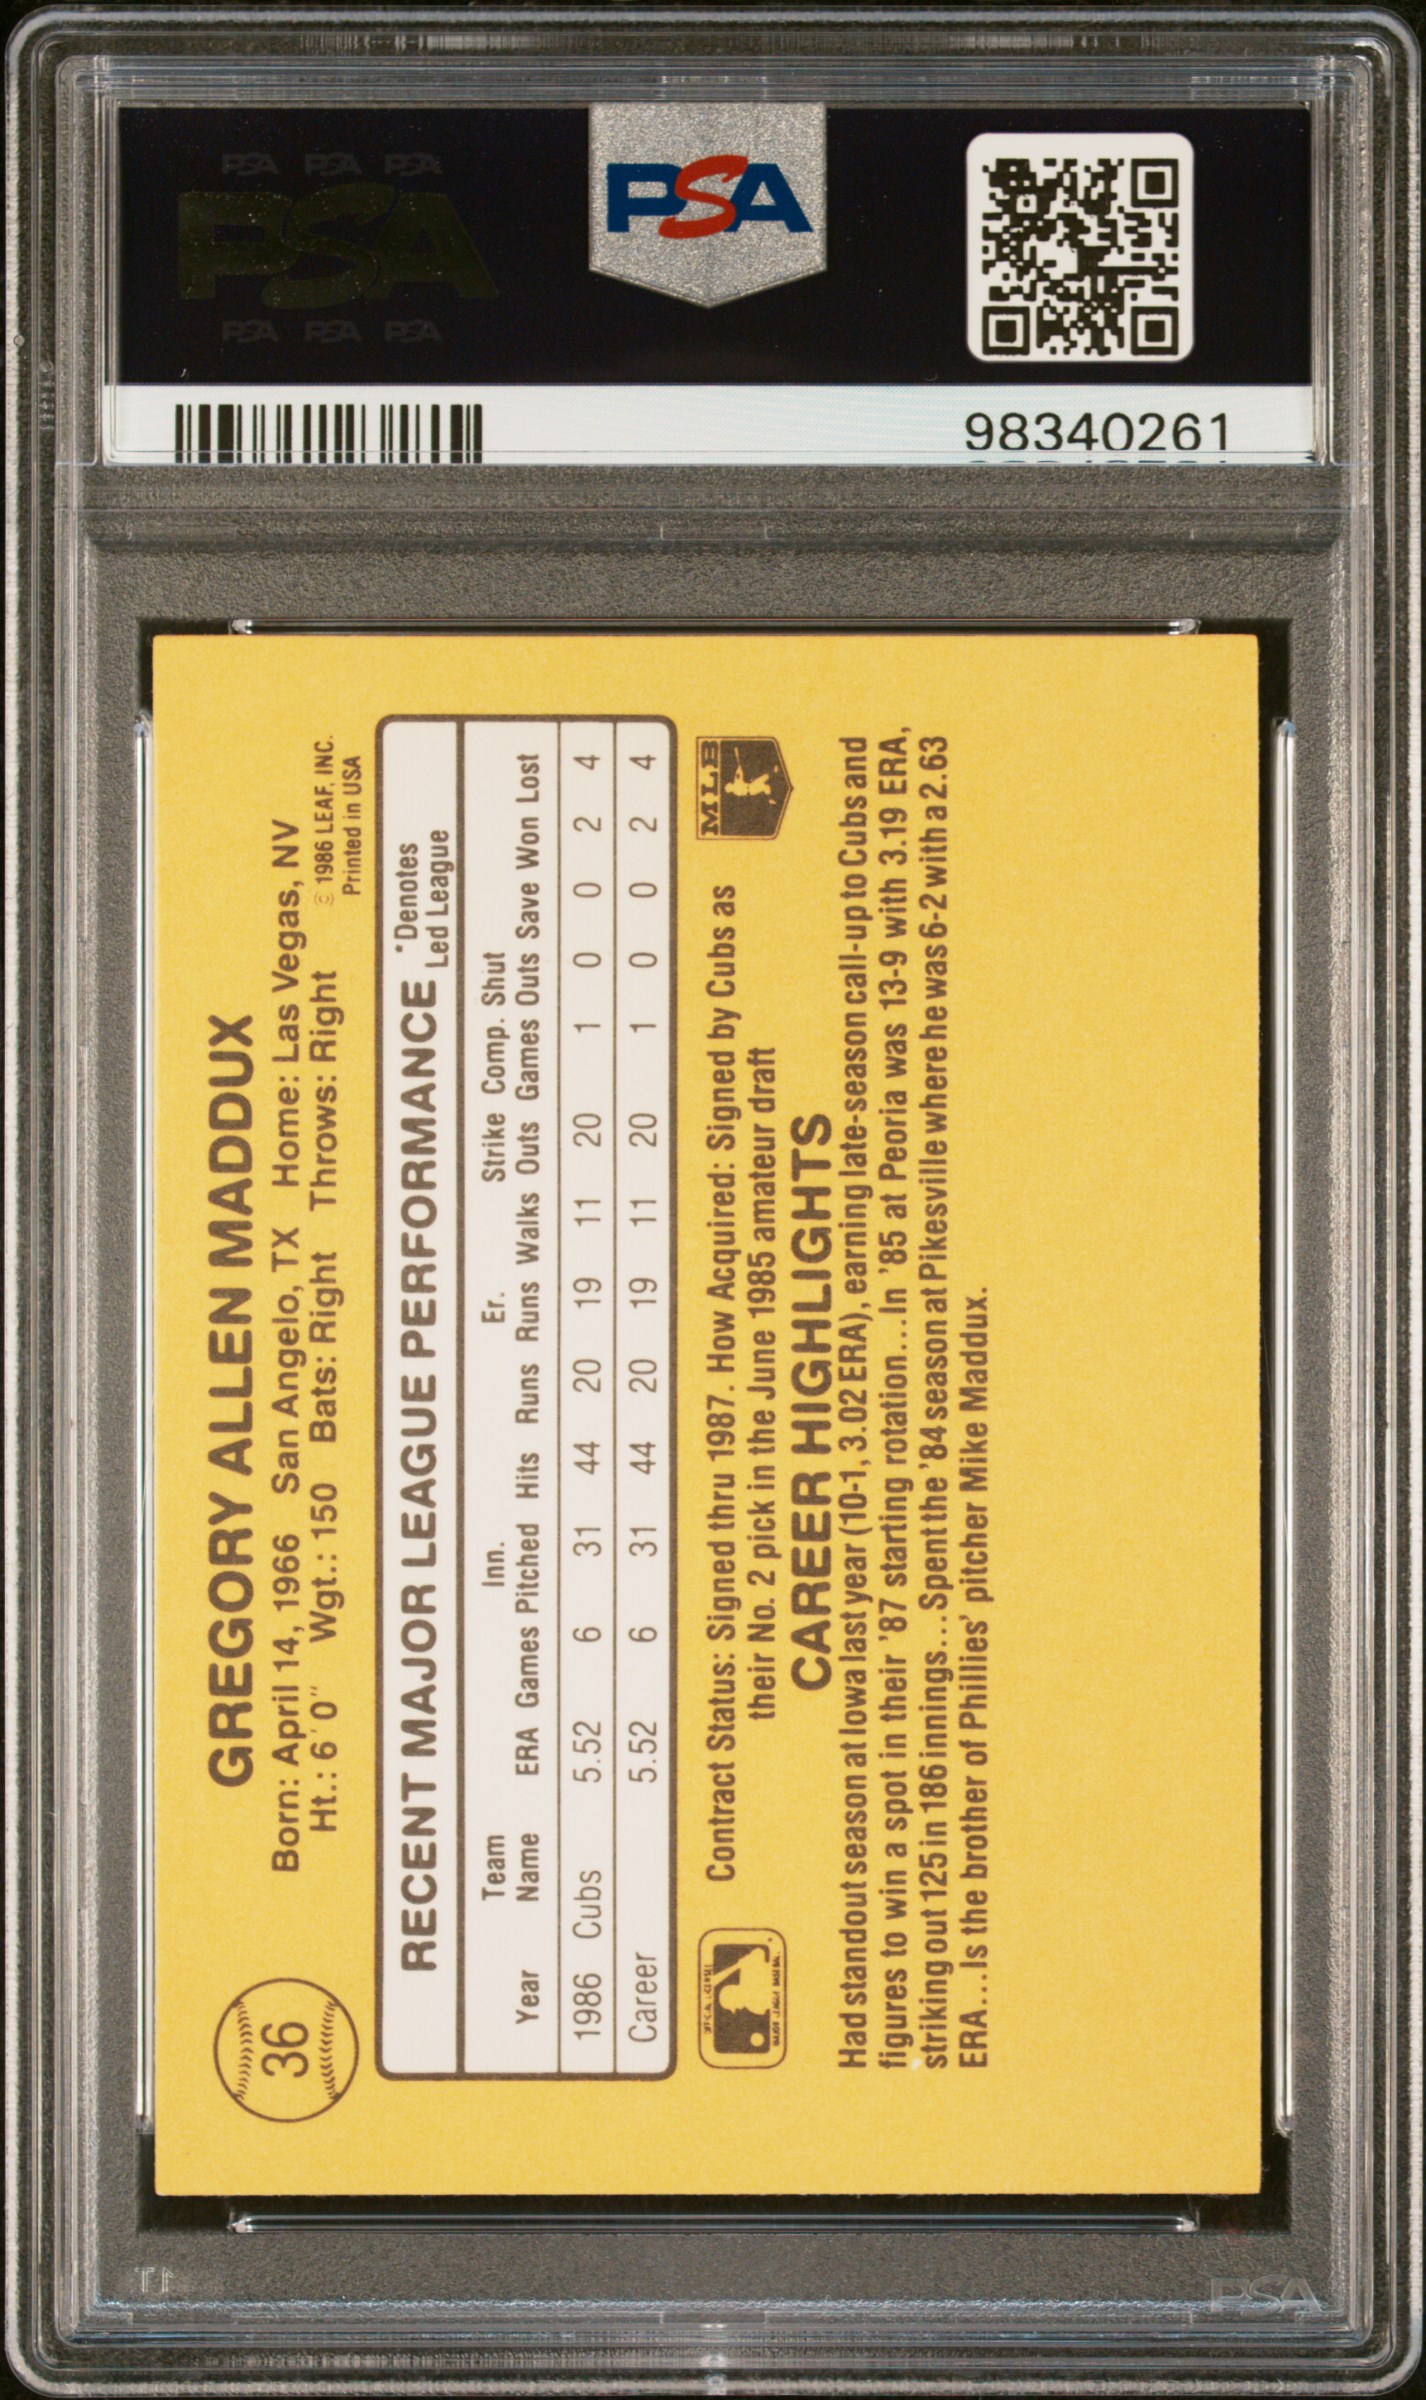 PSA PSA PSA
PSA
PSA PSA PSA
PSA
98340261
36
GREGORY ALLEN MADDUX
Born: April 14, 1966 San Angelo, TX Home: Las Vegas, NV
Ht.: 6′0″ Wgt.: 150 Bats: Right Throws: Right
© 1986 LEAF, INC.
Printed in USA
RECENT MAJOR LEAGUE PERFORMANCE *Denotes
Led League
Team Inn. Er. Strike Comp. Shut
Year Name ERA Games Pitched Hits Runs Runs Walks Outs Games Outs Save Won Lost
1986 Cubs 5.52 6 31 44 20 19 11 20 1 0 0 2 4
Career 5.52 6 31 44 20 19 11 20 1 0 0 2 4
Contract Status: Signed thru 1987. How Acquired: Signed by Cubs as
their No. 2 pick in the June 1985 amateur draft
MLB
CAREER HIGHLIGHTS
Had standout season at Iowa last year (10-1, 3.02 ERA), earning late-season call-up to Cubs and
figures to win a spot in their '87 starting rotation...In '85 at Peoria was 13-9 with 3.19 ERA,
striking out 125 in 186 innings...Spent the '84 season at Pikesville where he was 6-2 with a 2.63
ERA...Is the brother of Phillies' pitcher Mike Maddux.
PSA